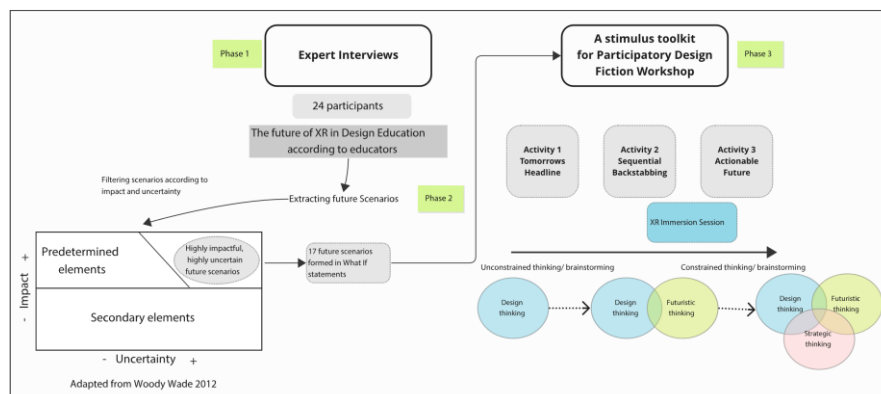 Phase 1
Expert Interviews
24 participants
The future of XR in Design Education
according to educators
Filtering scenarios according to
impact and uncertainty
Extracting future Scenarios
Phase 2
Predetermined
elements
Highly impactful,
highly uncertain
future scenarios
17 future scenarios
formed in What If
statements
Secondary elements
- Impact +
- Uncertainty +
Adapted from Woody Wade 2012
A stimulus toolkit
for Participatory Design
Fiction Workshop
Phase 3
Activity 1
Tomorrows
Headline
Activity 2
Sequential
Backstabbing
Activity 3
Actionable
Future
XR Immersion Session
Unconstrained thinking/ brainstorming
Constrained thinking/ brainstorming
Design
thinking
Design
thinking
Futuristic
thinking
Design
thinking
Futuristic
thinking
Strategic
thinking